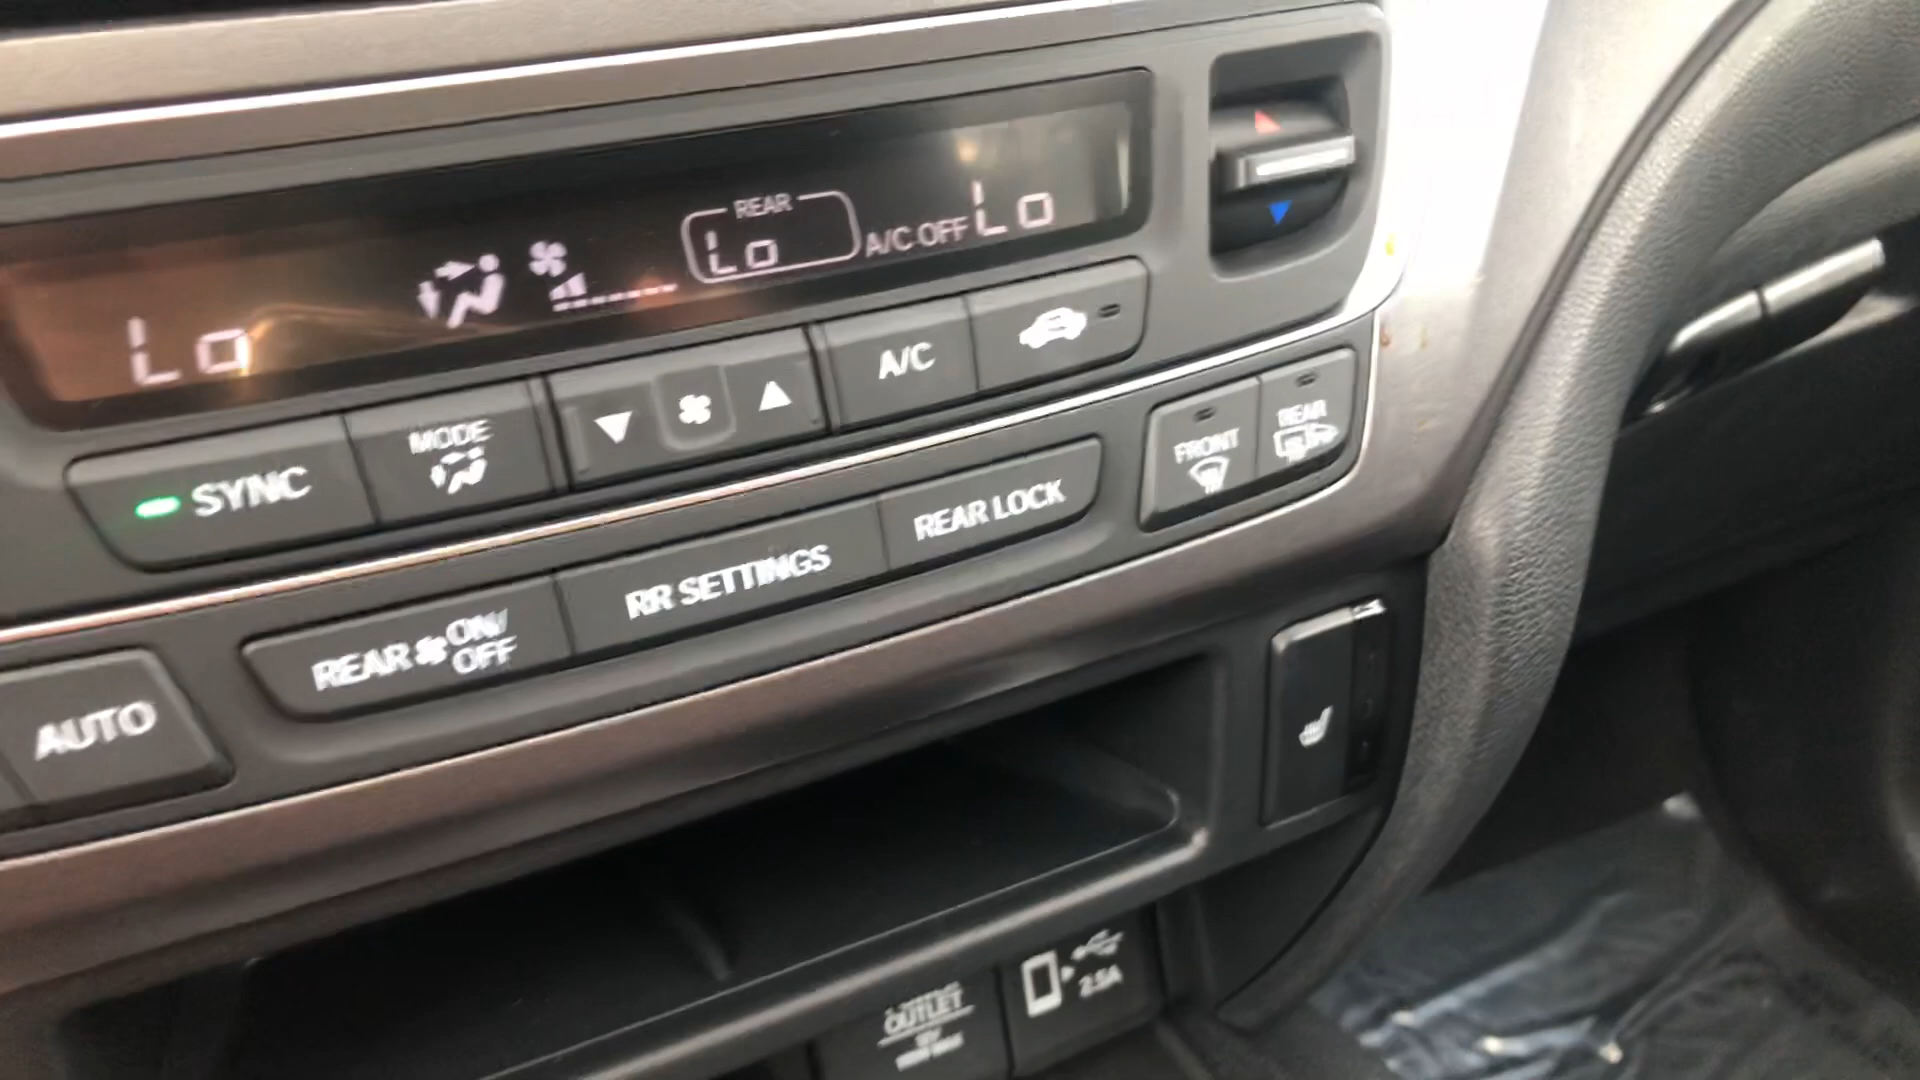 REAR
Lo
A/C OFF
Lo
Lo
A/C
MODE
SYNC
FRONT
REAR
REAR LOCK
RR SETTINGS
REAR ON/
OFF
AUTO
2.5A
OUTLET